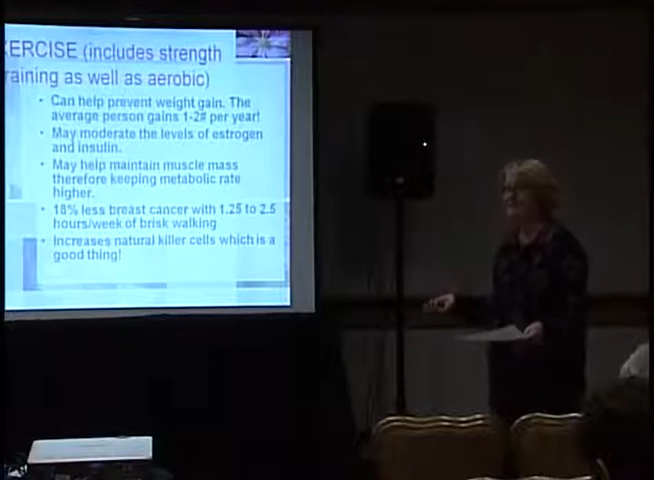 XERCISE (includes strength
raining as well as aerobic)
• Can help prevent weight gain. The
average person gains 1-2# per year!
• May moderate the levels of estrogen
and insulin.
• May help maintain muscle mass
therefore keeping metabolic rate
higher.
• 18% less breast cancer with 1.25 to 2.5
hours/week of brisk walking
• Increases natural killer cells which is a
good thing!